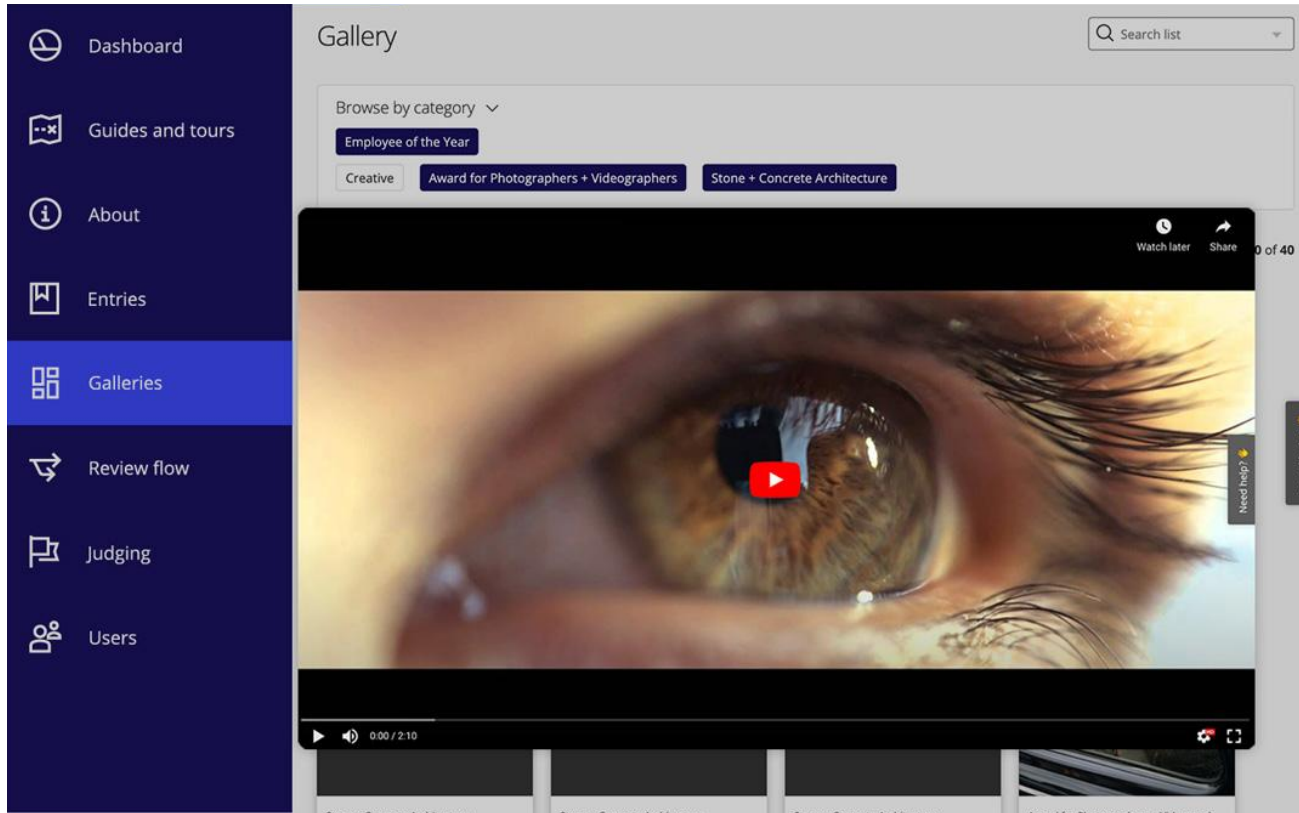 Dashboard
Guides and tours
About
Entries
Galleries
Review flow
Judging
Users
Gallery
Search list
Browse by category
Employee of the Year
Creative
Award for Photographers + Videographers
Stone + Concrete Architecture
of 40
Watch later
Share
Need help?
0:00 / 2:10
HD